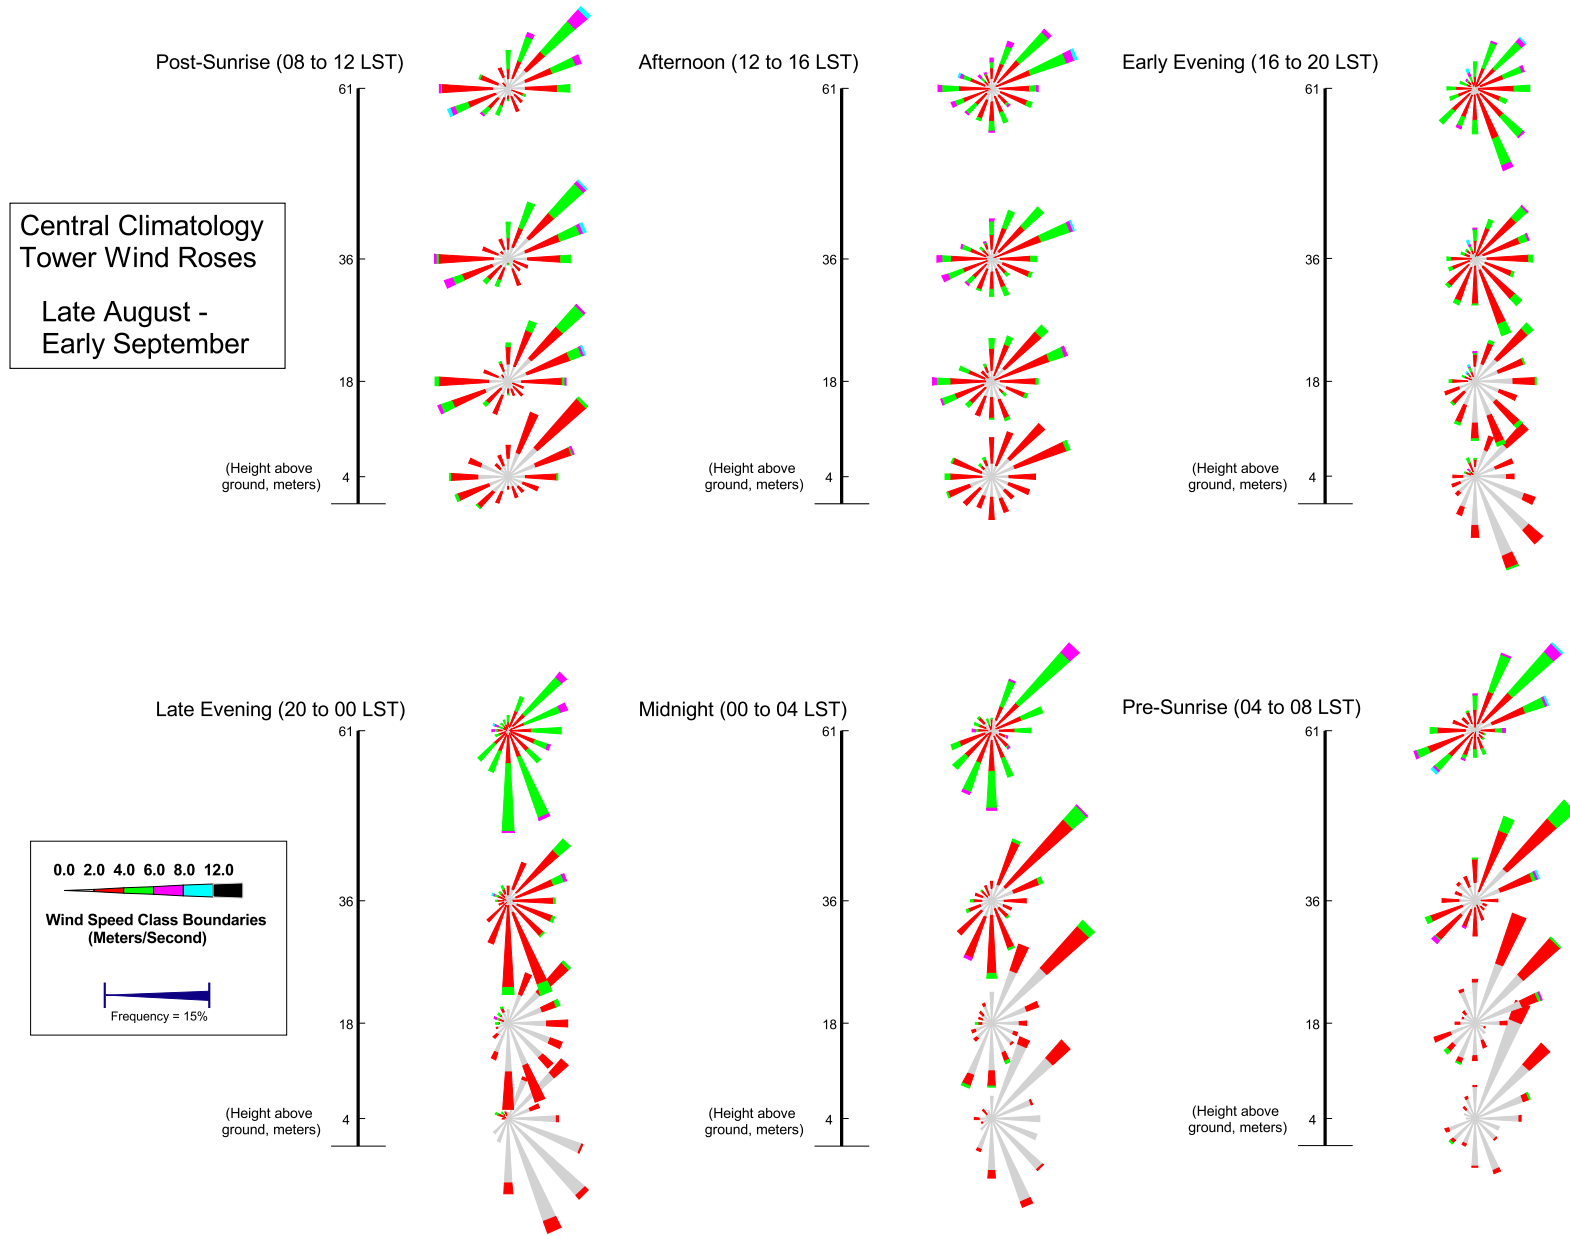 Post-Sunrise (08 to 12 LST)
61
36
18
4
(Height above
ground, meters)
Afternoon (12 to 16 LST)
61
36
18
4
(Height above
ground, meters)
Early Evening (16 to 20 LST)
61
36
18
4
(Height above
ground, meters)
Central Climatology
Tower Wind Roses
Late August -
Early September
Late Evening (20 to 00 LST)
61
36
18
4
(Height above
ground, meters)
Midnight (00 to 04 LST)
61
36
18
4
(Height above
ground, meters)
Pre-Sunrise (04 to 08 LST)
61
36
18
4
(Height above
ground, meters)
0.0 2.0 4.0 6.0 8.0 12.0
Wind Speed Class Boundaries
(Meters/Second)
Frequency = 15%